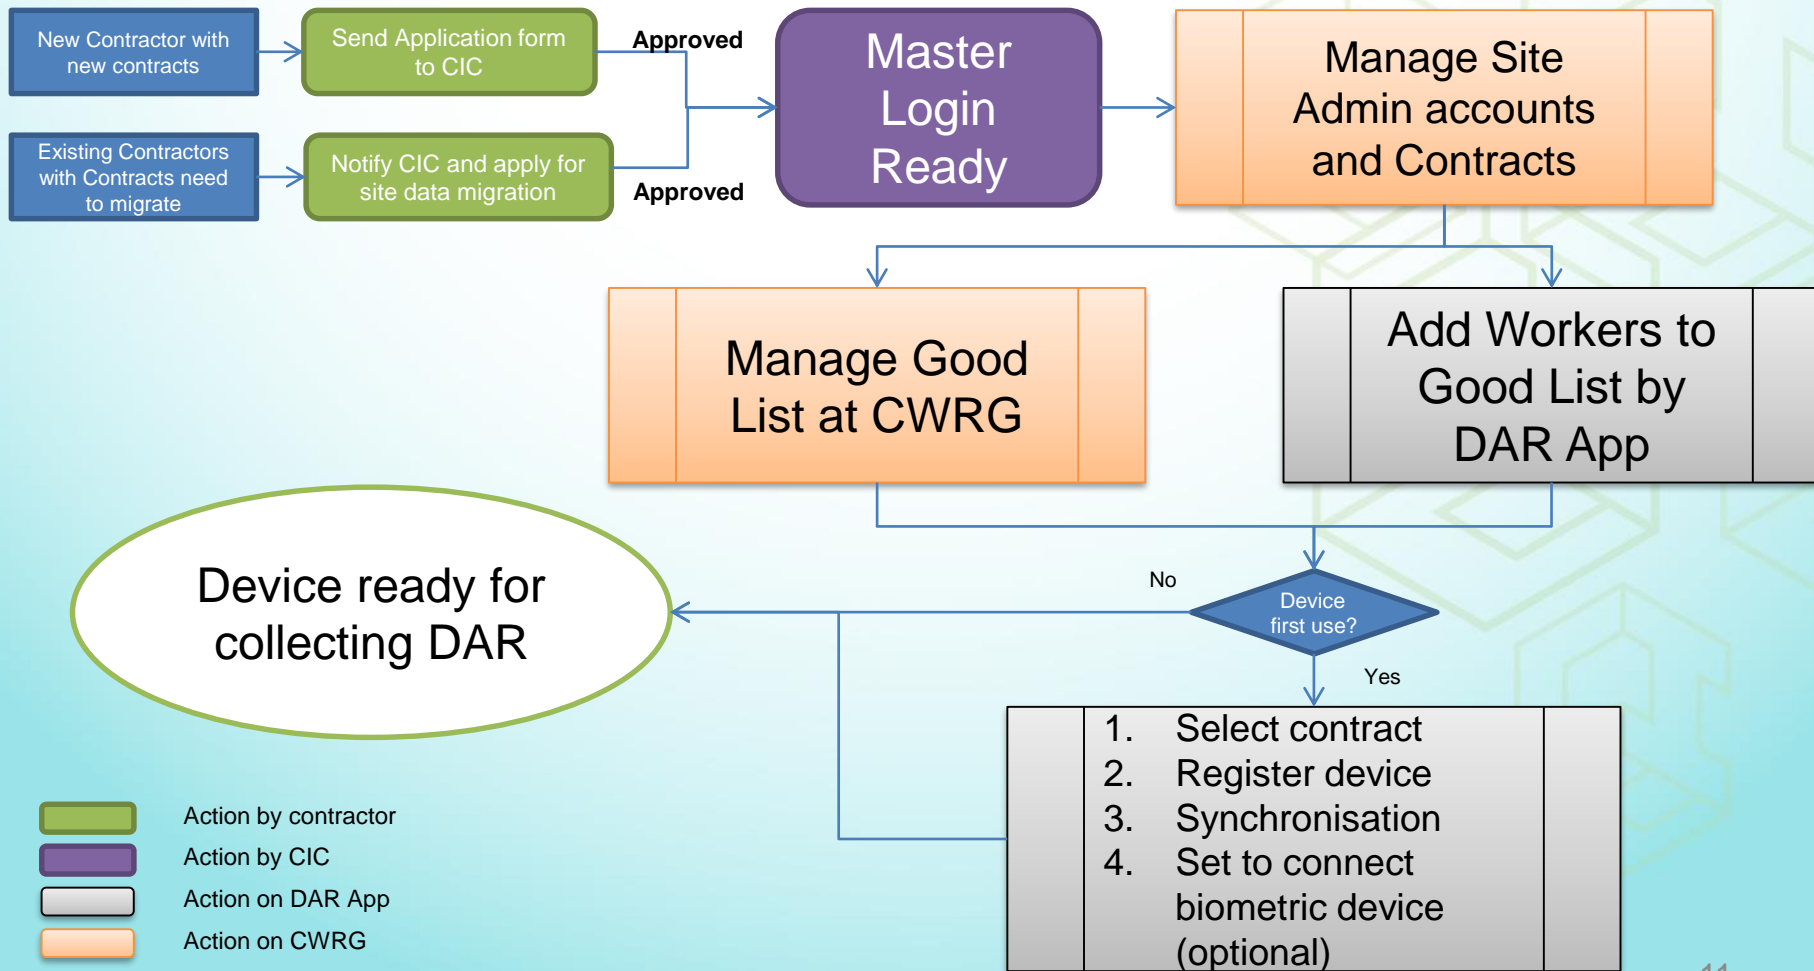 New Contractor with
new contracts
Send Application form
to CIC
Approved
Master
Login
Ready
Manage Site
Admin accounts
and Contracts
Existing Contractors
with Contracts need
to migrate
Notify CIC and apply for
site data migration
Approved
Manage Good
List at CWRG
Add Workers to
Good List by
DAR App
Device ready for
collecting DAR
No
Device
first use?
Yes
1. Select contract
2. Register device
3. Synchronisation
4. Set to connect
biometric device
(optional)
Action by contractor
Action by CIC
Action on DAR App
Action on CWRG
11